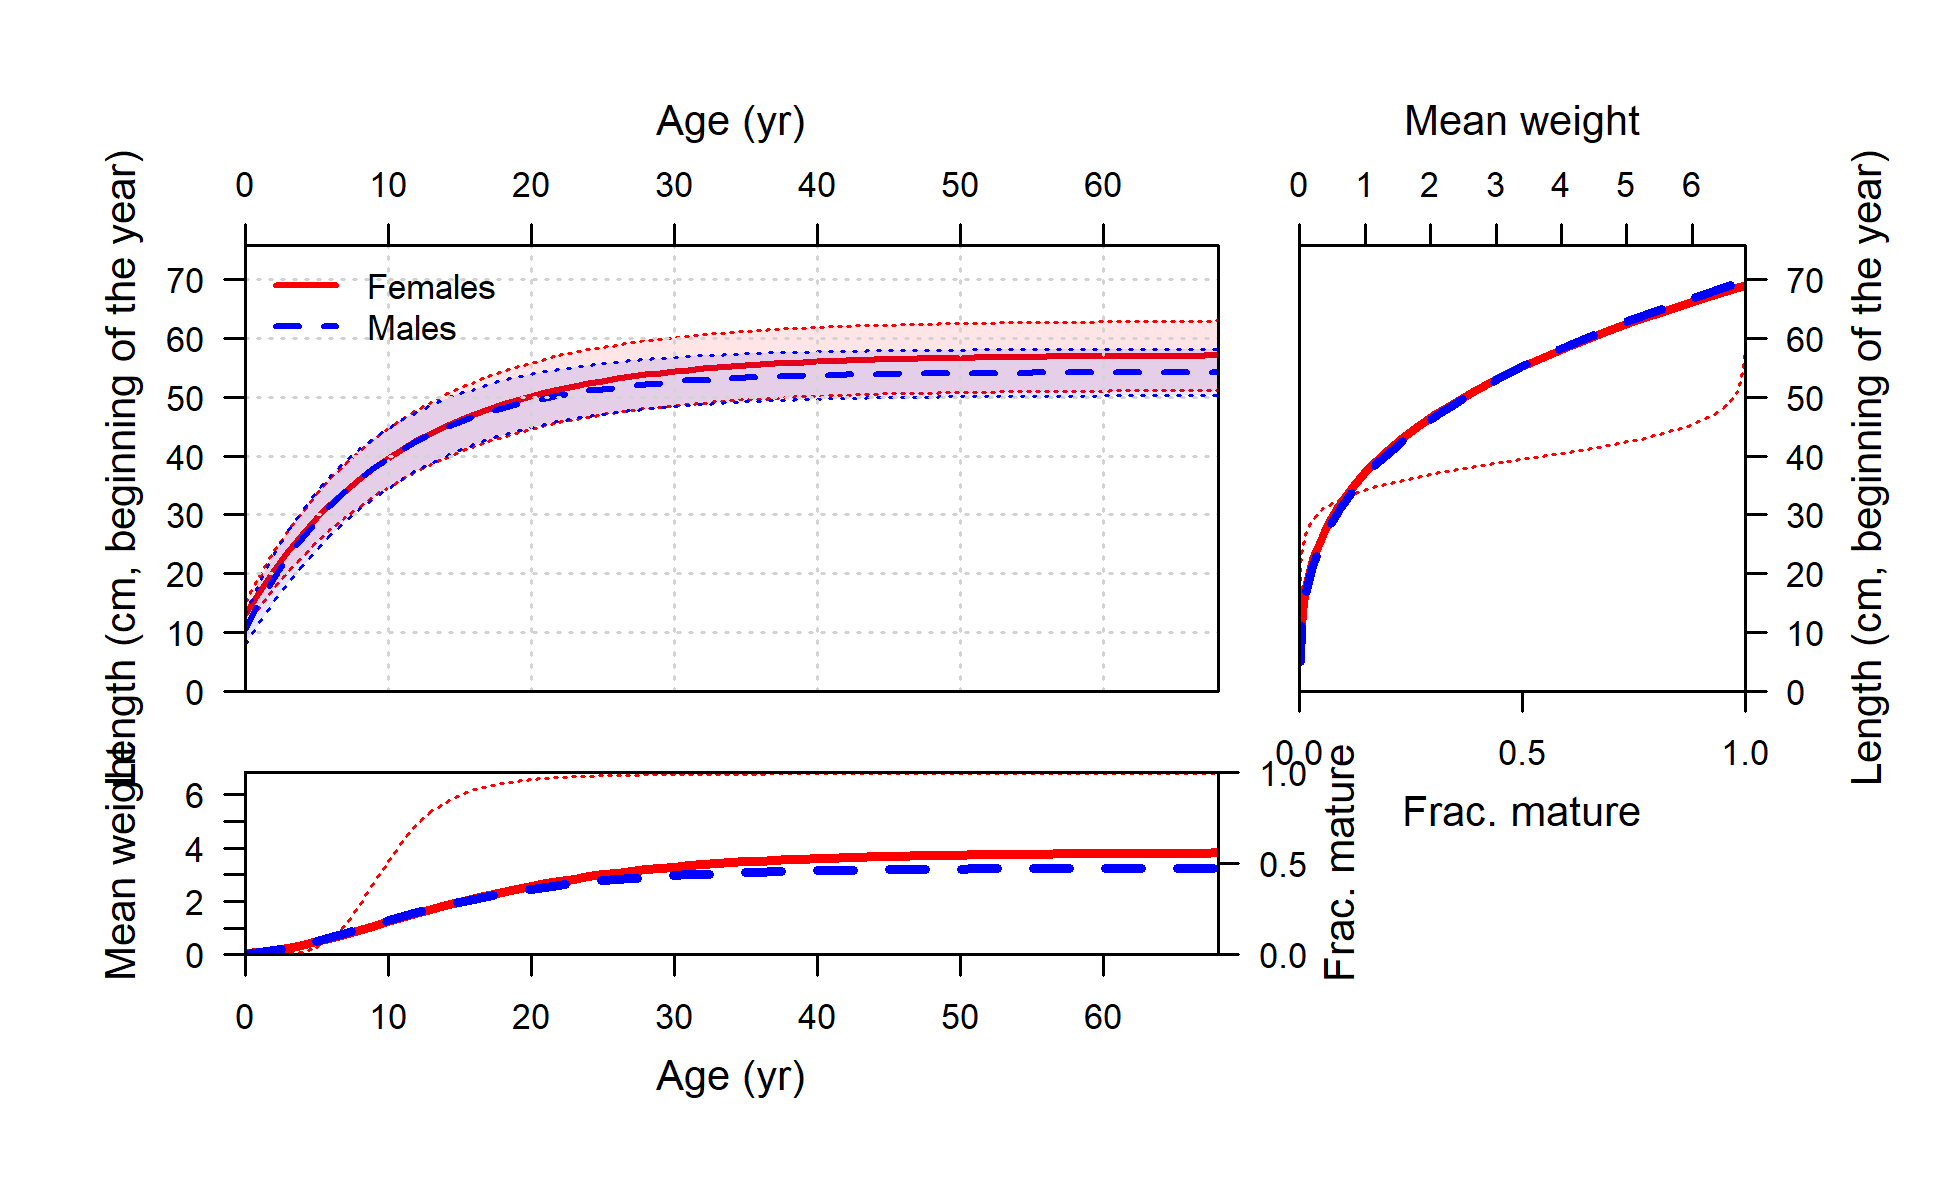 Age (yr)
Mean weight
0 10 20 30 40 50 60
0 1 2 3 4 5 6
Length (cm, beginning of the year)
70
60
50
40
30
20
10
0
Females
Males
70
60
50
40
30
20
10
0
Length (cm, beginning of the year)
0.0 0.5 1.0
Frac. mature
Mean weight
6
4
2
0
1.0
0.5
0.0
Frac. mature
0 10 20 30 40 50 60
Age (yr)